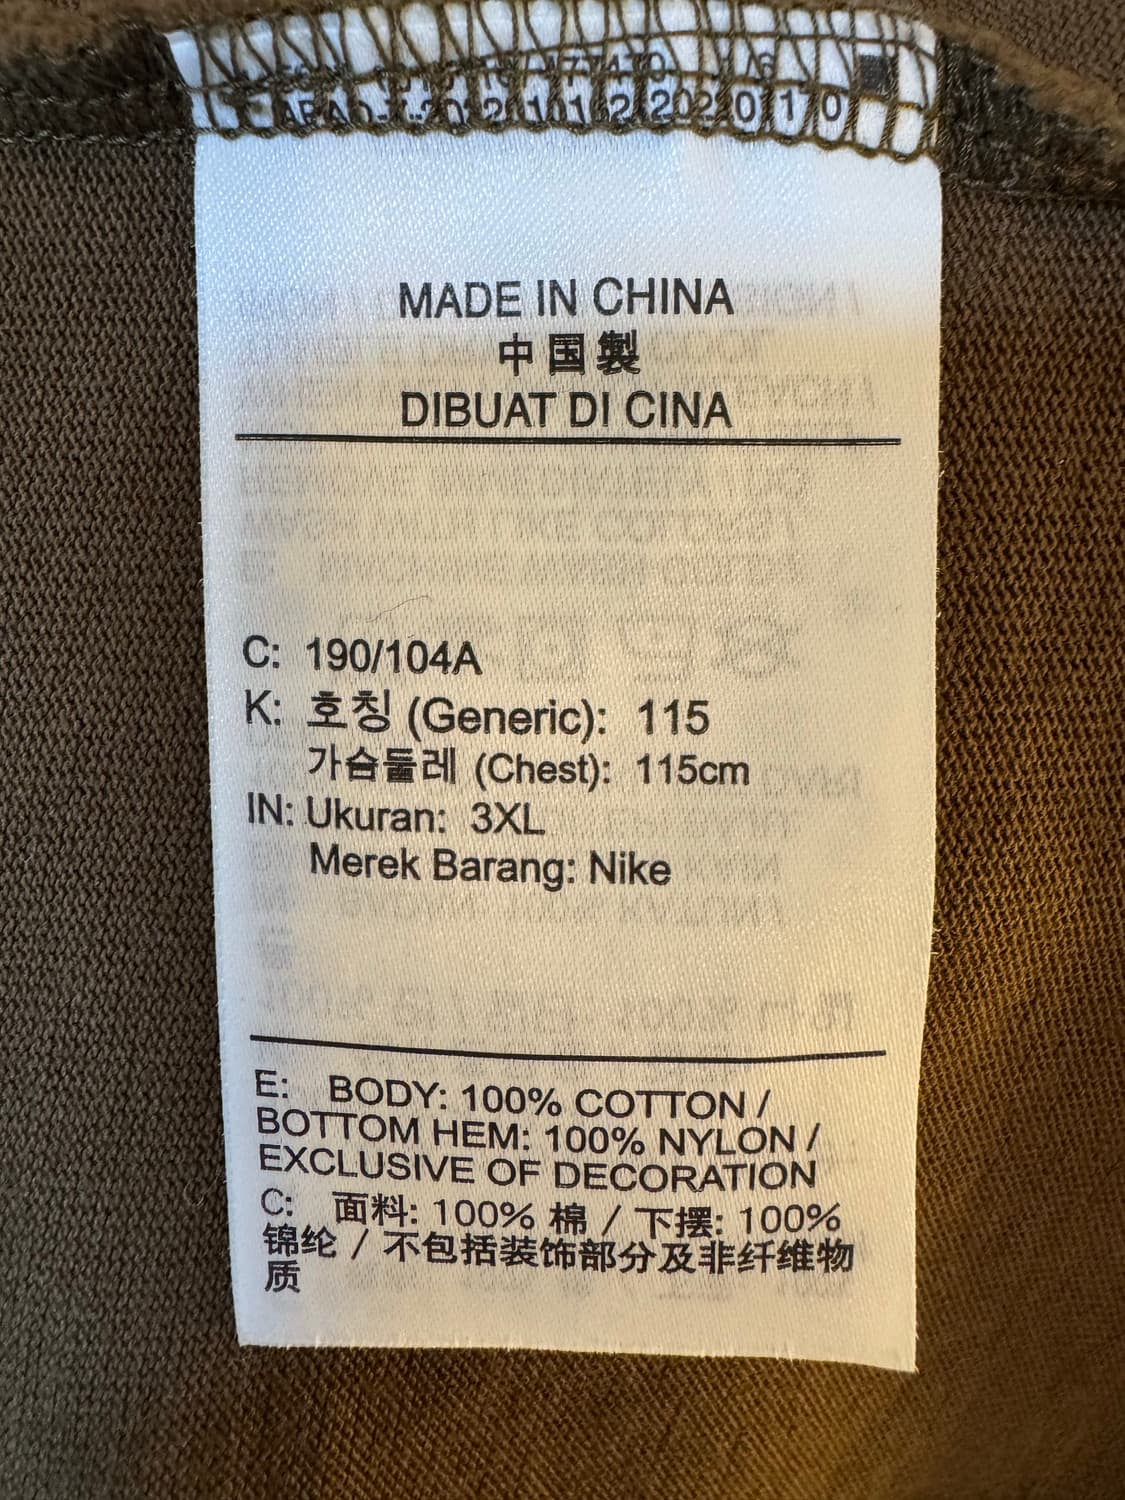 MADE IN CHINA
中国製
DIBUAT DI CINA
C: 190/104A
K: 호칭 (Generic): 115
가슴둘레 (Chest): 115cm
IN: Ukuran: 3XL
Merek Barang: Nike
E: BODY: 100% COTTON /
BOTTOM HEM: 100% NYLON /
EXCLUSIVE OF DECORATION
C: 面料: 100% 棉 / 下摆: 100%
锦纶 / 不包括装饰部分及非纤维物
质